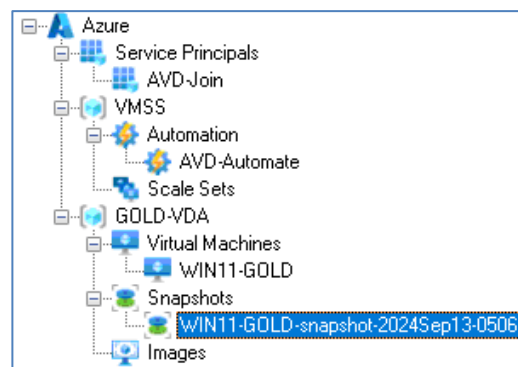 Azure
Service Principals
AVD-Join
VMSS
Automation
AVD-Automate
Scale Sets
GOLD-VDA
Virtual Machines
WIN11-GOLD
Snapshots
WIN11-GOLD-snapshot-2024Sep13-0506
Images